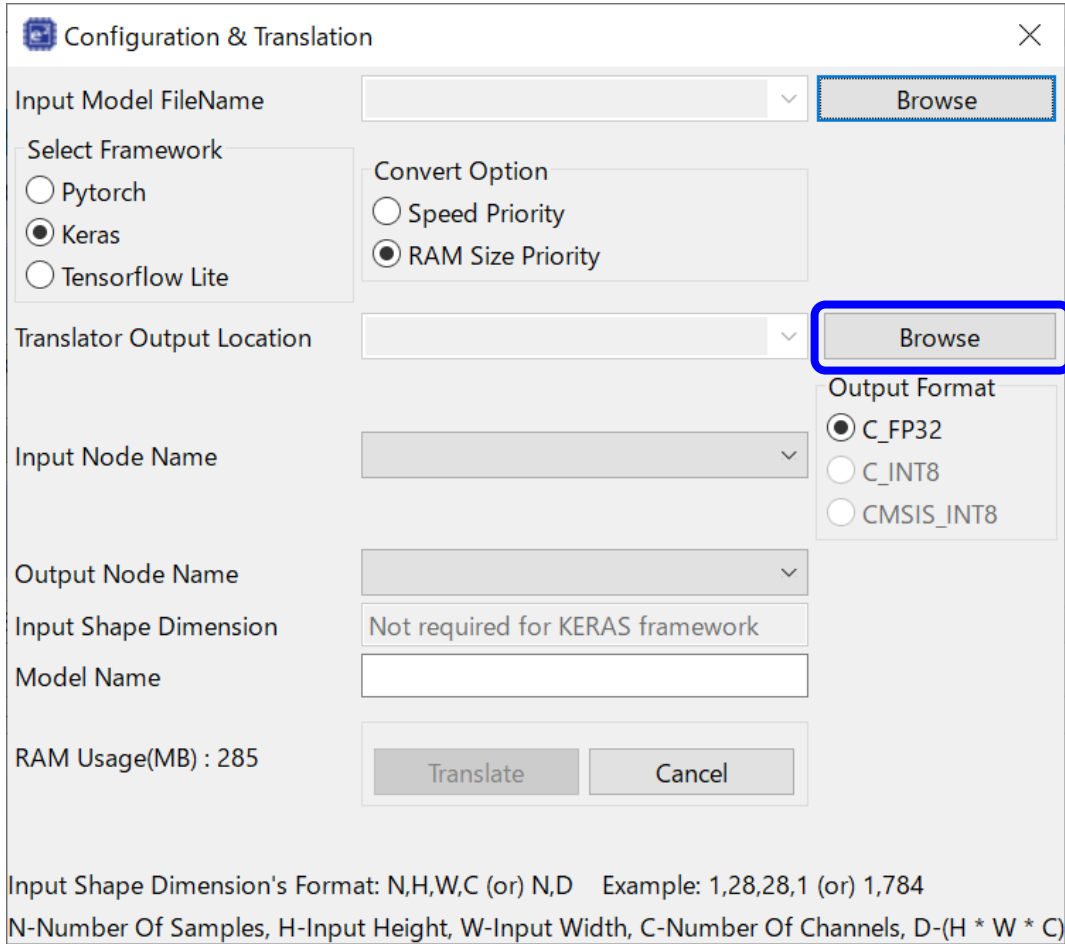 Configuration & Translation
Input Model FileName
Browse
Select Framework
Pytorch
Keras
Tensorflow Lite
Convert Option
Speed Priority
RAM Size Priority
Translator Output Location
Browse
Output Format
C_FP32
C_INT8
CMSIS_INT8
Input Node Name
Output Node Name
Input Shape Dimension
Not required for KERAS framework
Model Name
RAM Usage(MB) : 285
Translate
Cancel
Input Shape Dimension's Format: N,H,W,C (or) N,D    Example: 1,28,28,1 (or) 1,784
N-Number Of Samples, H-Input Height, W-Input Width, C-Number Of Channels, D-(H * W * C)